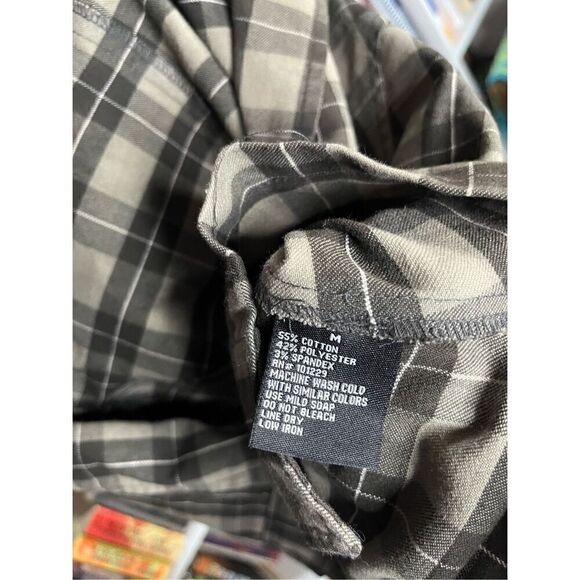 M
55% COTTON
42% POLYESTER
3% SPANDEX
RN# 101229
MACHINE WASH COLD
WITH SIMILAR COLORS
USE MILD SOAP
DO NOT BLEACH
LINE DRY
LOW IRON